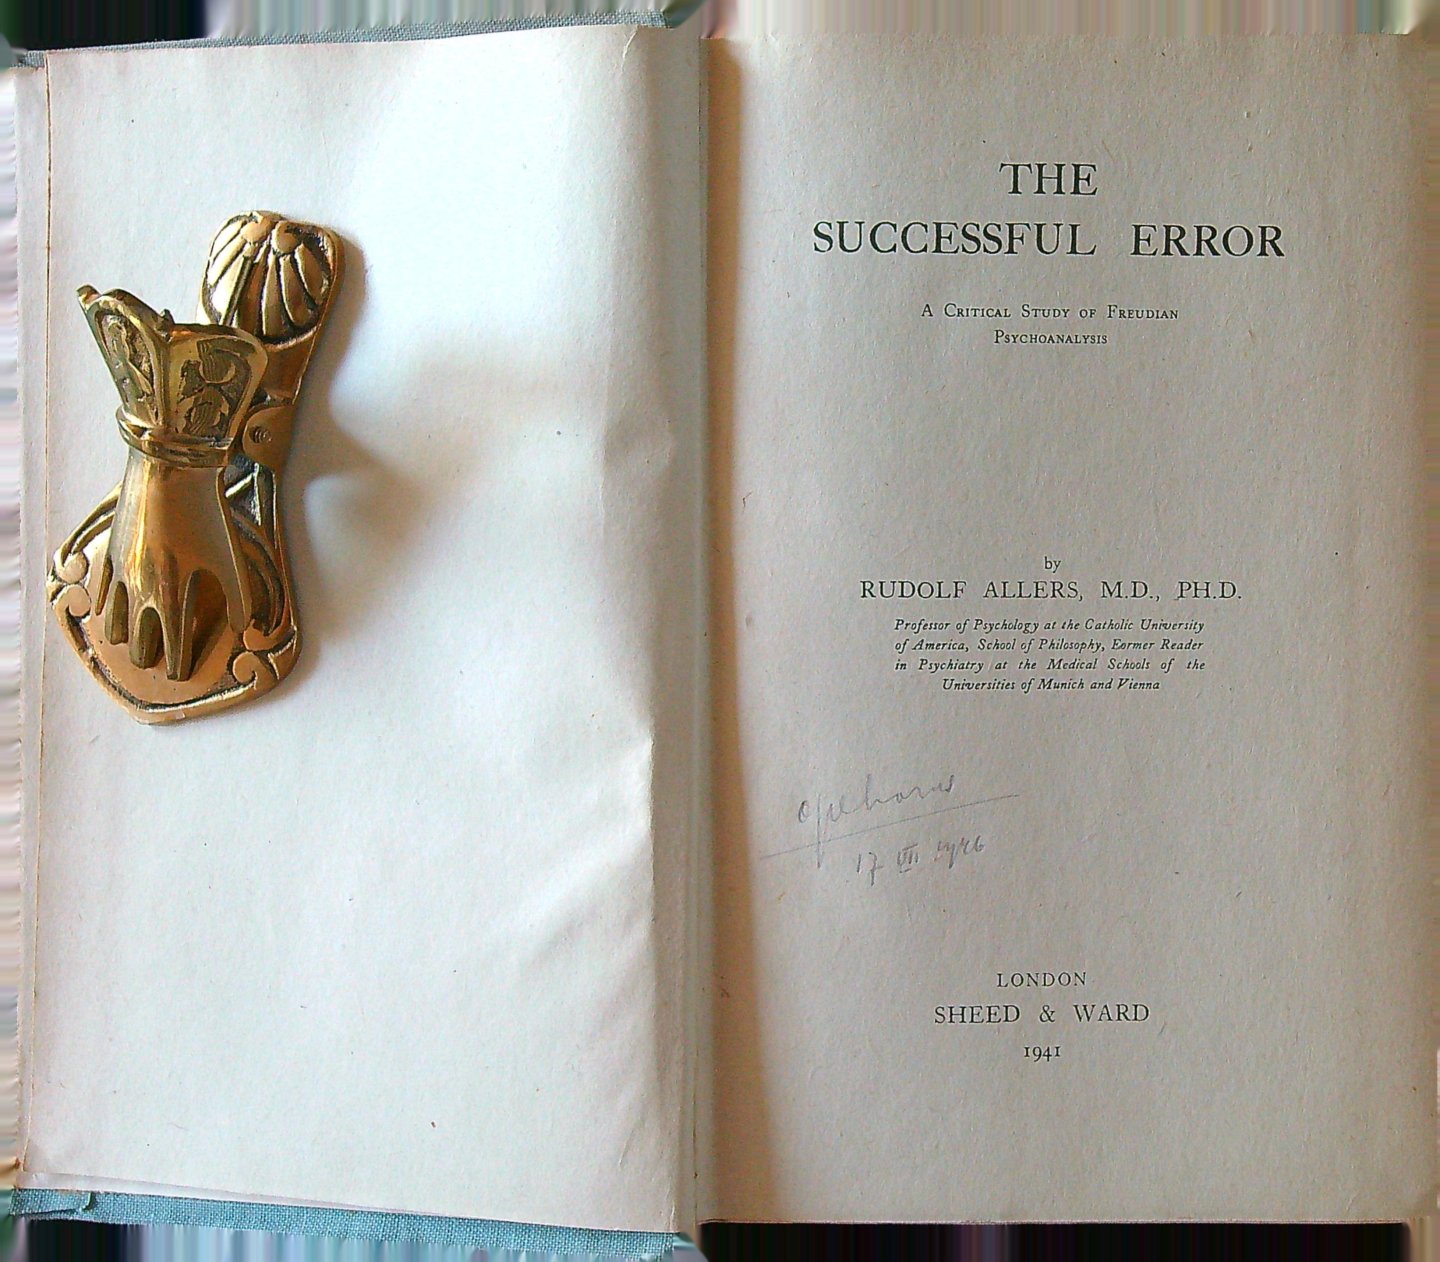 THE
SUCCESSFUL ERROR
A CRITICAL STUDY OF FREUDIAN
PSYCHOANALYSIS
by
RUDOLF ALLERS, M.D., PH.D.
Professor of Psychology at the Catholic University
of America, School of Philosophy, Former Reader
in Psychiatry at the Medical Schools of the
Universities of Munich and Vienna
17 VII
LONDON
SHEED & WARD
1941